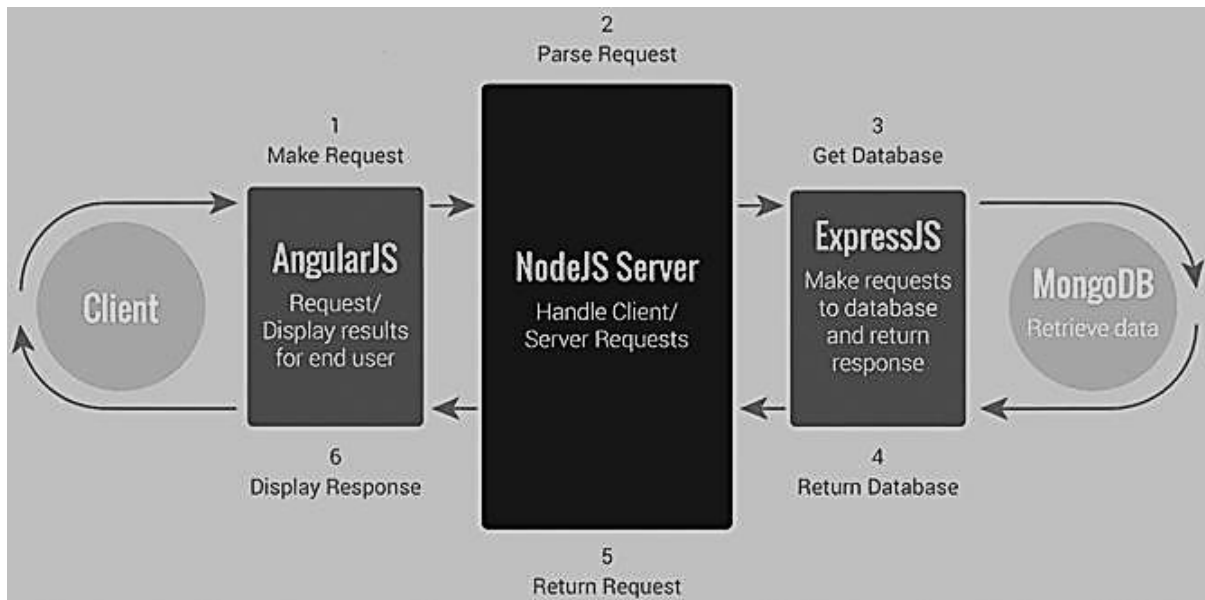 2
Parse Request
1
Make Request
3
Get Database
Client
AngularJS
Request/
Display results
for end user
NodeJS Server
Handle Client/
Server Requests
ExpressJS
Make requests
to database
and return
response
MongoDB
Retrieve data
6
Display Response
4
Return Database
5
Return Request